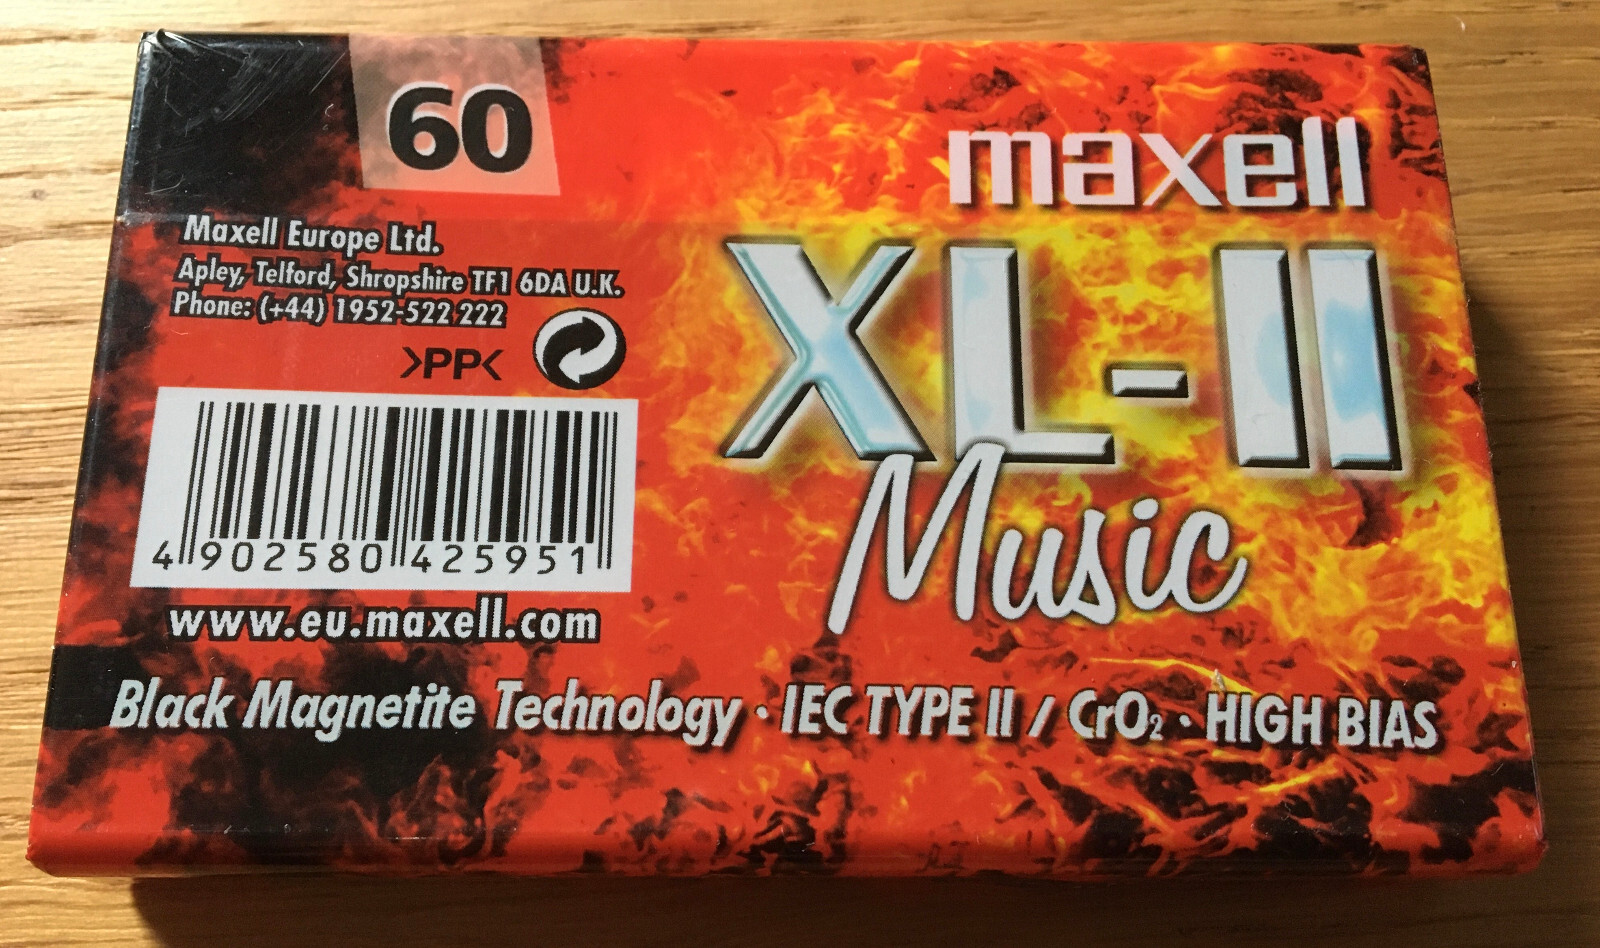 60
maxell
XL-II
Music
Maxell Europe Ltd.
Apley, Telford, Shropshire TF1 6DA U.K.
Phone: (+44) 1952-522 222
>PP<
4 902580 425951
www.eu.maxell.com
Black Magnetite Technology · IEC TYPE II / CrO₂ · HIGH BIAS